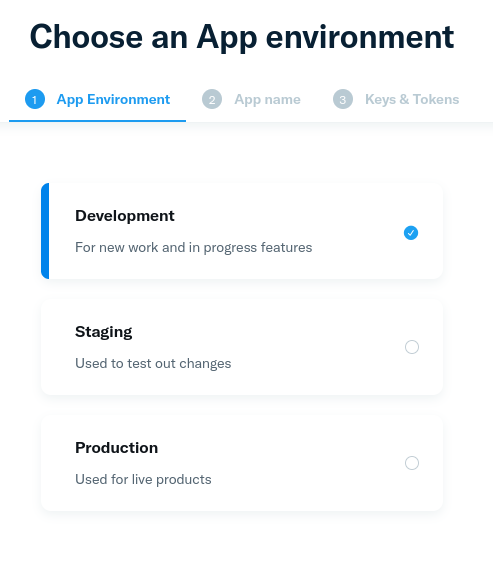 Choose an App environment
1 App Environment 2 App name 3 Keys & Tokens
Development
For new work and in progress features
Staging
Used to test out changes
Production
Used for live products